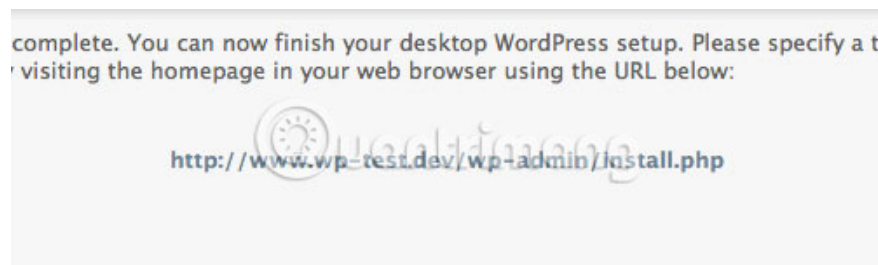 complete. You can now finish your desktop WordPress setup. Please specify a t
visiting the homepage in your web browser using the URL below:
http://www.wp-test.dev/wp-admin/install.php